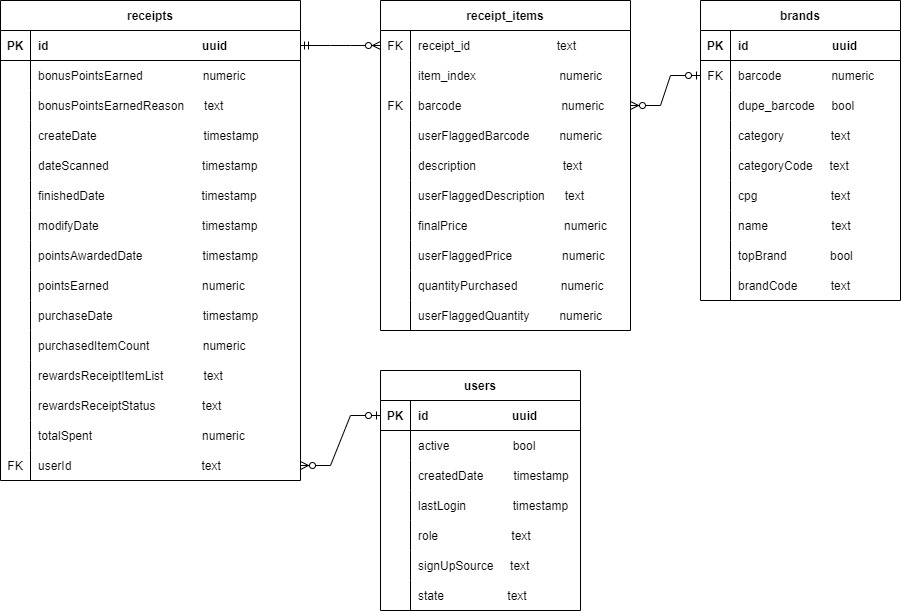 receipts
PK id uuid
bonusPointsEarned numeric
bonusPointsEarnedReason text
createDate timestamp
dateScanned timestamp
finishedDate timestamp
modifyDate timestamp
pointsAwardedDate timestamp
pointsEarned numeric
purchaseDate timestamp
purchasedItemCount numeric
rewardsReceiptItemList text
rewardsReceiptStatus text
totalSpent numeric
FK userId text
receipt_items
FK receipt_id text
item_index numeric
FK barcode numeric
userFlaggedBarcode numeric
description text
userFlaggedDescription text
finalPrice numeric
userFlaggedPrice numeric
quantityPurchased numeric
userFlaggedQuantity numeric
brands
PK id uuid
FK barcode numeric
dupe_barcode bool
category text
categoryCode text
cpg text
name text
topBrand bool
brandCode text
users
PK id uuid
active bool
createdDate timestamp
lastLogin timestamp
role text
signUpSource text
state text